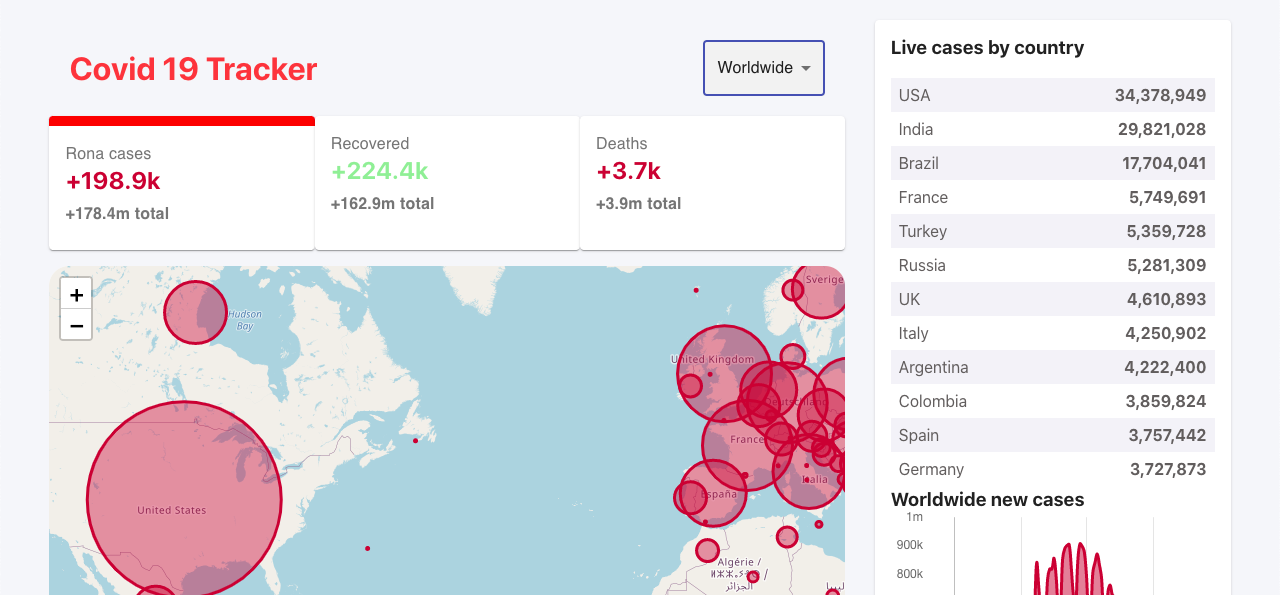 Covid 19 Tracker
Worldwide
Rona cases
+198.9k
+178.4m total
Recovered
+224.4k
+162.9m total
Deaths
+3.7k
+3.9m total
+
−
Hudson
Bay
United States
Sverige
United Kingdom
Deutschland
France
España
Italia
Algérie /
ⵍⵣⵣⴰⵢⴻⵔ /
الجزائر
ليبيا
Live cases by country
USA 34,378,949
India 29,821,028
Brazil 17,704,041
France 5,749,691
Turkey 5,359,728
Russia 5,281,309
UK 4,610,893
Italy 4,250,902
Argentina 4,222,400
Colombia 3,859,824
Spain 3,757,442
Germany 3,727,873
Worldwide new cases
1m
900k
800k